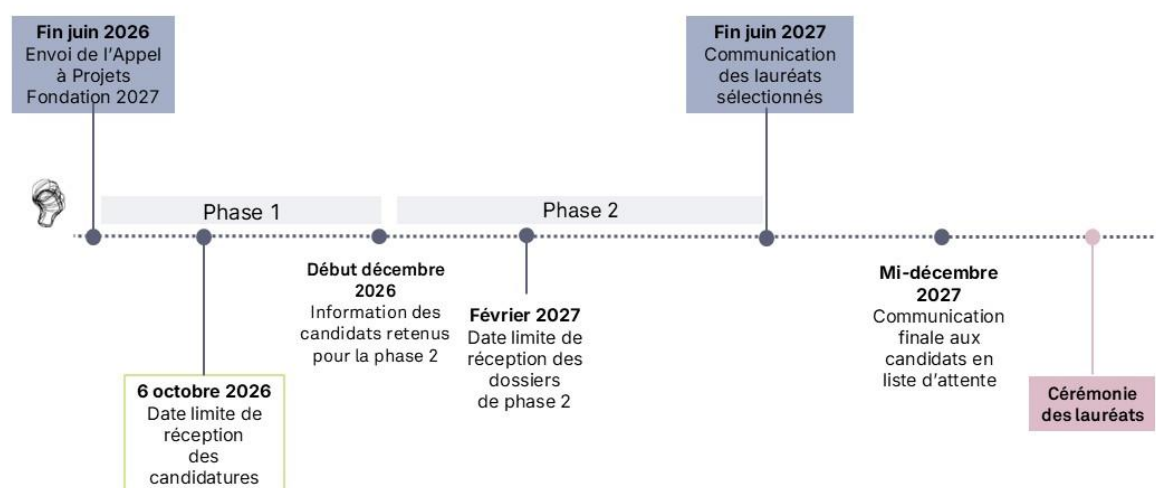 Fin juin 2026
Envoi de l'Appel
à Projets
Fondation 2027
Fin juin 2027
Communication
des lauréats
sélectionnés
Phase 1
Phase 2
Début décembre
2026
Information des
candidats retenus
pour la phase 2
Février 2027
Date limite de
réception des
dossiers
de phase 2
Mi-décembre
2027
Communication
finale aux
candidats en
liste d'attente
6 octobre 2026
Date limite de
réception
des
candidatures
Cérémonie
des lauréats